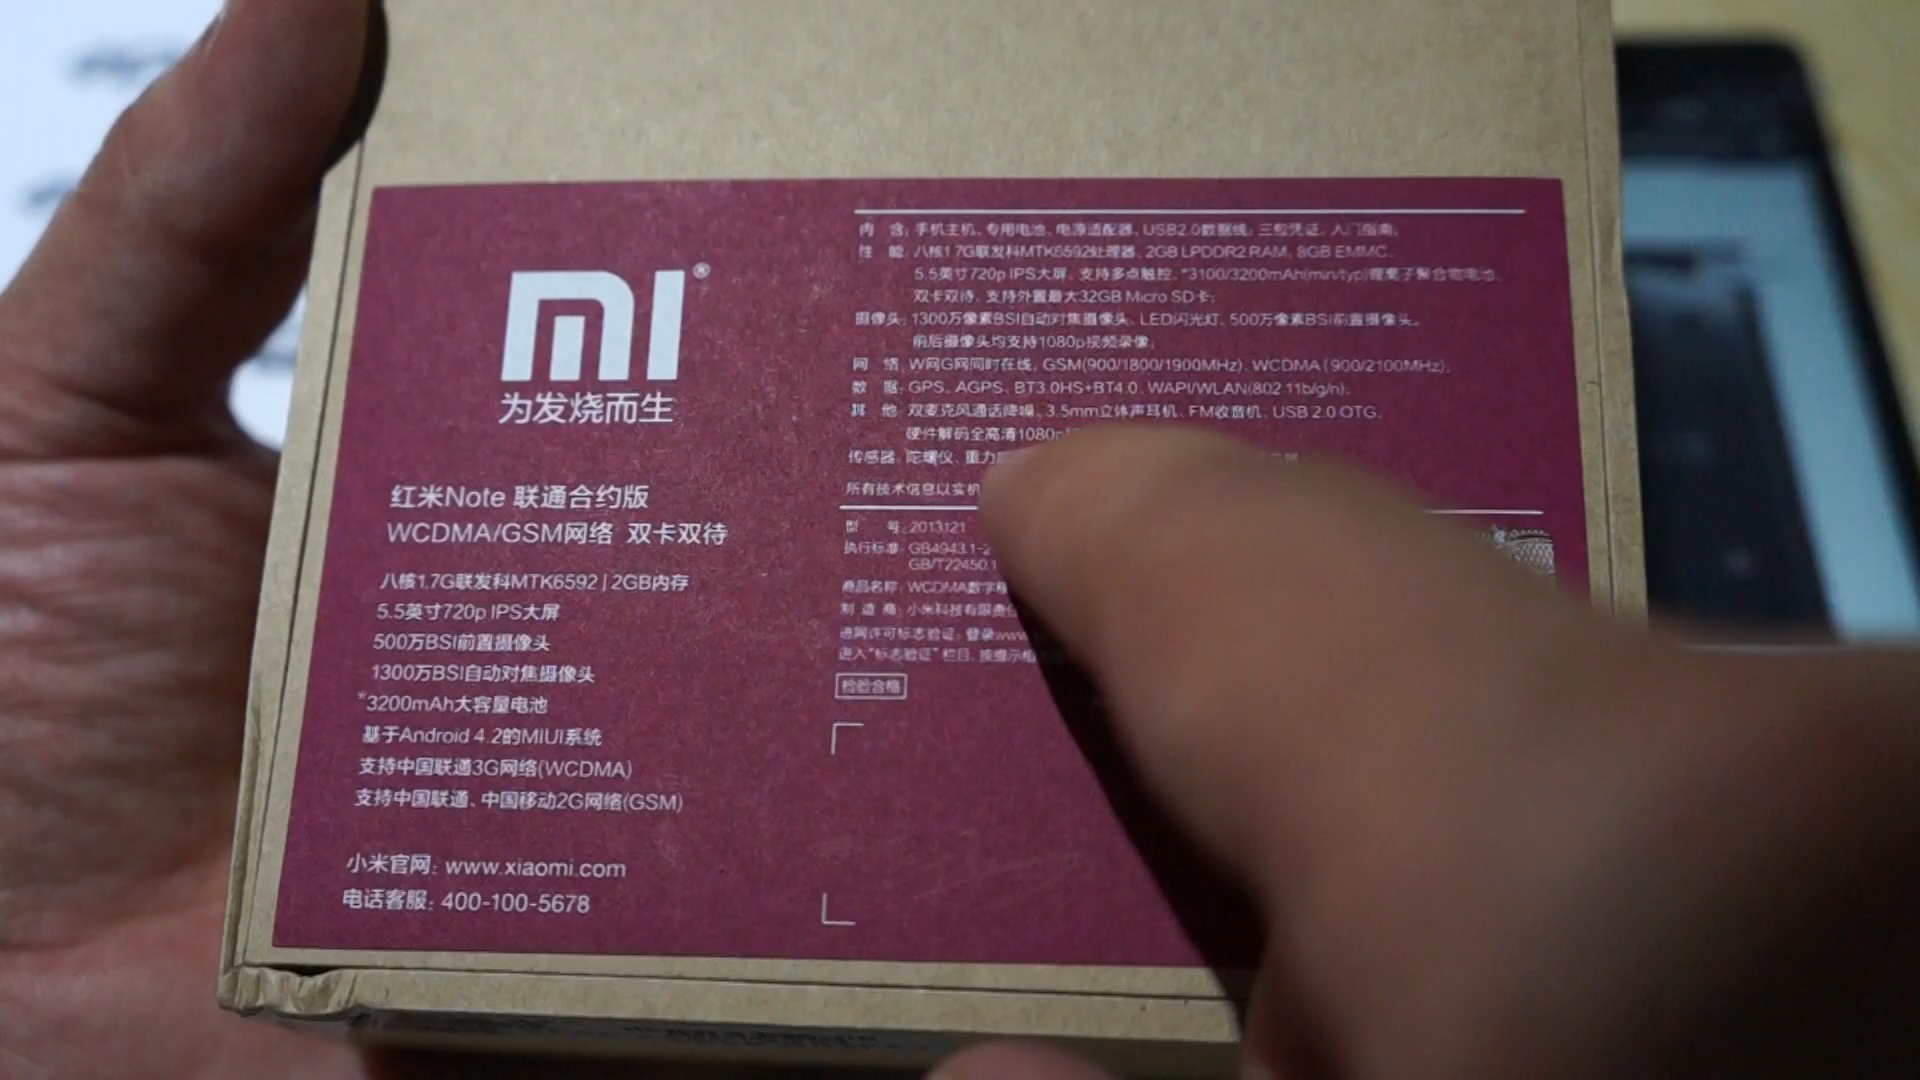 mi®
为发烧而生
红米Note 联通合约版
WCDMA/GSM网络 双卡双待
八核1.7G联发科MTK6592 | 2GB内存
5.5英寸720p IPS大屏
500万BSI前置摄像头
1300万BSI自动对焦摄像头
*3200mAh大容量电池
基于Android 4.2的MIUI系统
支持中国联通3G网络(WCDMA)
支持中国联通、中国移动2G网络(GSM)
小米官网: www.xiaomi.com
电话客服: 400-100-5678
内 含: 手机主机、专用电池、电源适配器、USB2.0数据线、三包凭证、入门指南;
性 能: 八核1.7G联发科MTK6592处理器、2GB LPDDR2 RAM, 8GB EMMC、
5.5英寸720p IPS大屏、支持多点触控、*3100/3200mAh(min/typ)锂离子聚合物电池、
双卡双待、支持外置最大32GB Micro SD卡;
摄像头: 1300万像素BSI自动对焦摄像头、LED闪光灯、500万像素BSI前置摄像头。
前后摄像头均支持1080p视频录像;
网 络: W网G网同时在线、GSM(900/1800/1900MHz)、WCDMA (900/2100MHz);
数 据: GPS、AGPS、BT3.0HS+BT4.0、WAPI/WLAN(802.11b/g/n);
其 他: 双麦克风通话降噪、3.5mm立体声耳机、FM收音机、USB 2.0 OTG、
硬件解码全高清1080p
传感器: 陀螺仪、重力
所有技术信息以实机
型 号: 2013121
执行标准: GB4943.1-2
GB/T22450.1
商品名称: WCDMA数字
制 造 商: 小米科技有限责任
进网许可标志验证: 登录www
进入"标志验证"栏目, 按提示
检验合格